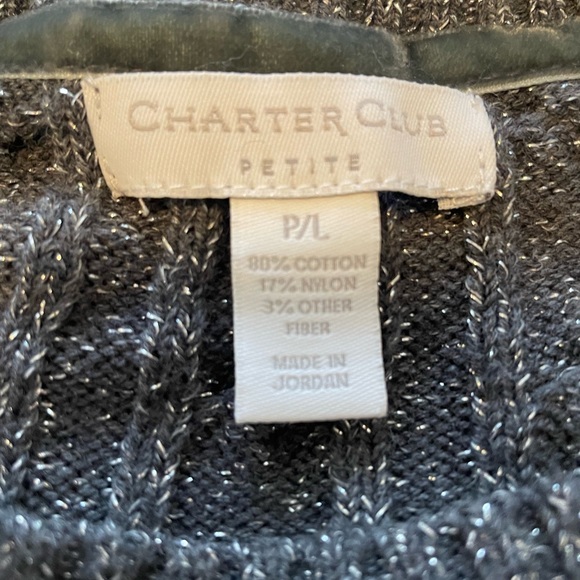 CHARTER CLUB
PETITE
P/L
80% COTTON
17% NYLON
3% OTHER
FIBER
MADE IN
JORDAN